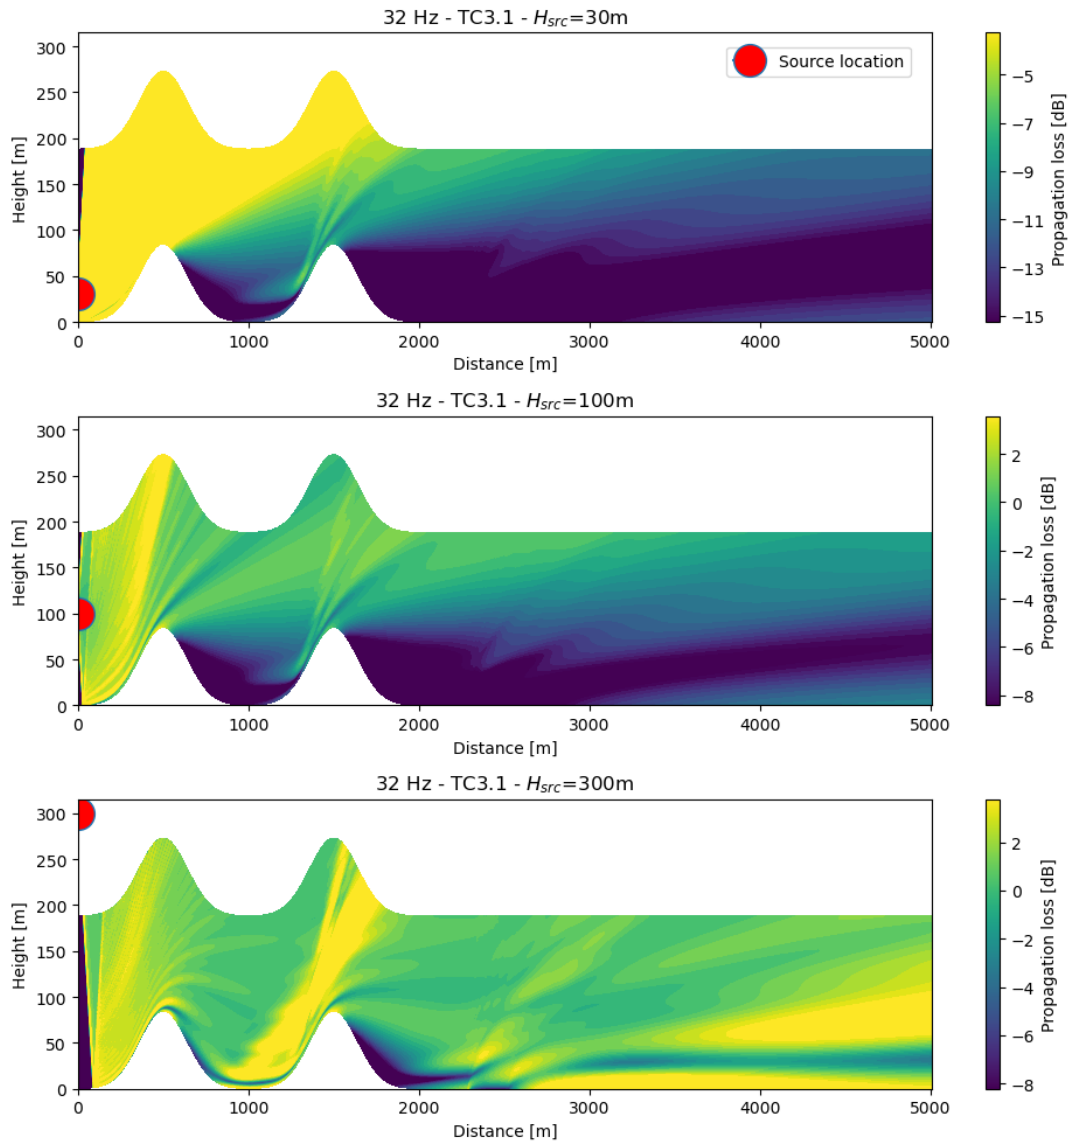 32 Hz - TC3.1 - H_src=30m
Source location
Height [m]
300
250
200
150
100
50
0
0 1000 2000 3000 4000 5000
Distance [m]
−5
−7
−9
−11
−13
−15
Propagation loss [dB]
32 Hz - TC3.1 - H_src=100m
Height [m]
300
250
200
150
100
50
0
0 1000 2000 3000 4000 5000
Distance [m]
2
0
−2
−4
−6
−8
Propagation loss [dB]
32 Hz - TC3.1 - H_src=300m
Height [m]
300
250
200
150
100
50
0
0 1000 2000 3000 4000 5000
Distance [m]
2
0
−2
−4
−6
−8
Propagation loss [dB]